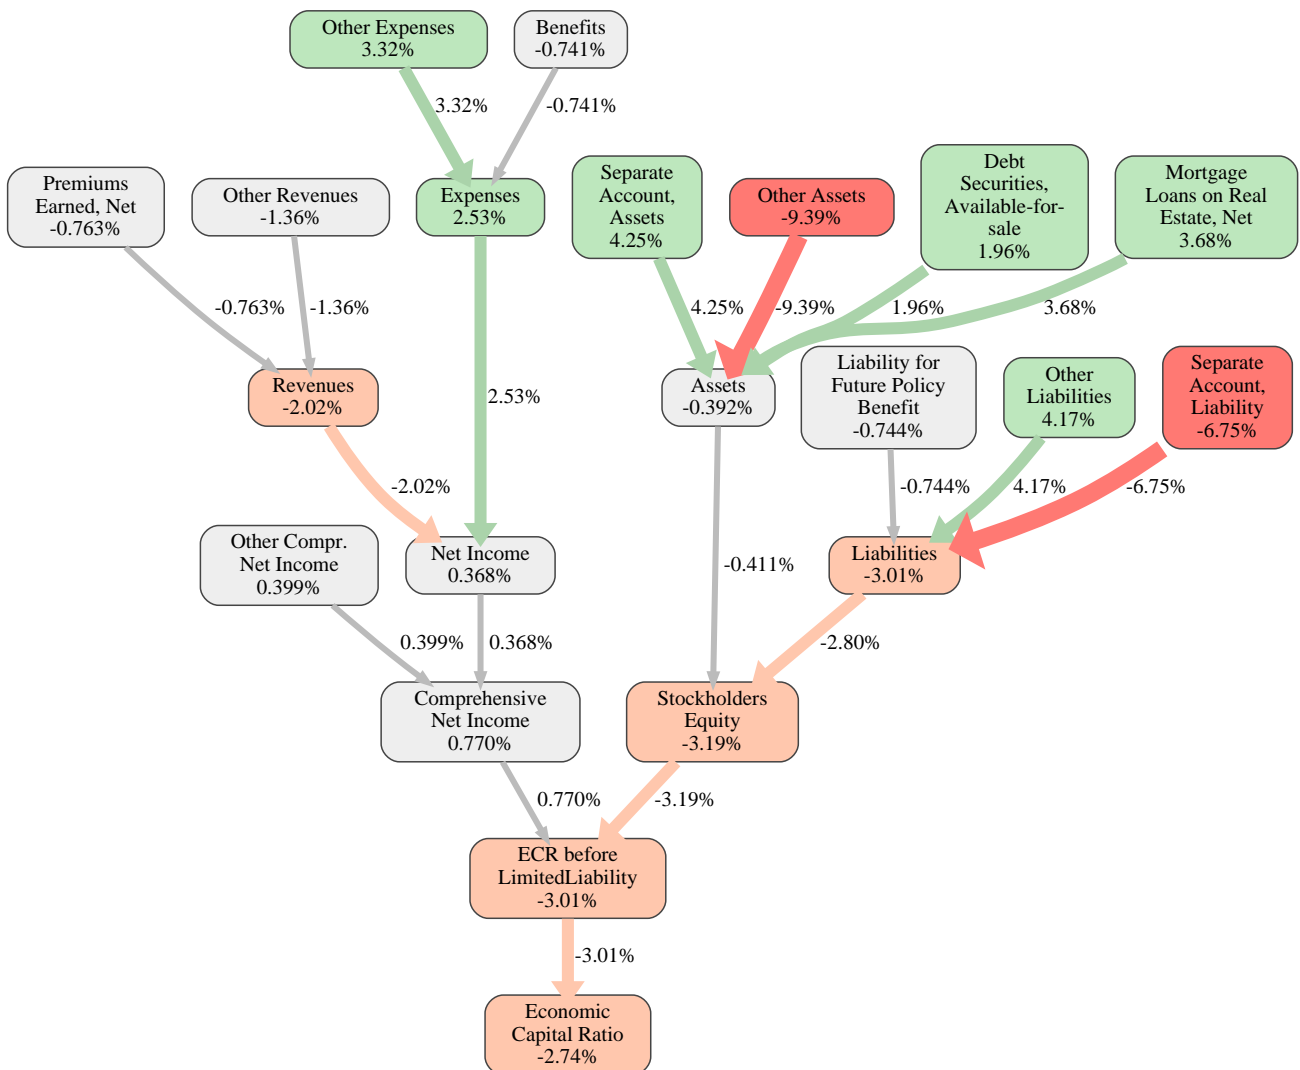 Other Expenses
3.32%
Benefits
-0.741%
3.32%
-0.741%
Premiums
Earned, Net
-0.763%
Other Revenues
-1.36%
Expenses
2.53%
Separate
Account,
Assets
4.25%
Other Assets
-9.39%
Debt
Securities,
Available-for-
sale
1.96%
Mortgage
Loans on Real
Estate, Net
3.68%
-0.763%
-1.36%
4.25%
-9.39%
1.96%
3.68%
Revenues
-2.02%
2.53%
Assets
-0.392%
Liability for
Future Policy
Benefit
-0.744%
Other
Liabilities
4.17%
Separate
Account,
Liability
-6.75%
-2.02%
-0.744%
4.17%
-6.75%
Other Compr.
Net Income
0.399%
Net Income
0.368%
-0.411%
Liabilities
-3.01%
0.399%
0.368%
-2.80%
Comprehensive
Net Income
0.770%
Stockholders
Equity
-3.19%
0.770%
-3.19%
ECR before
LimitedLiability
-3.01%
-3.01%
Economic
Capital Ratio
-2.74%